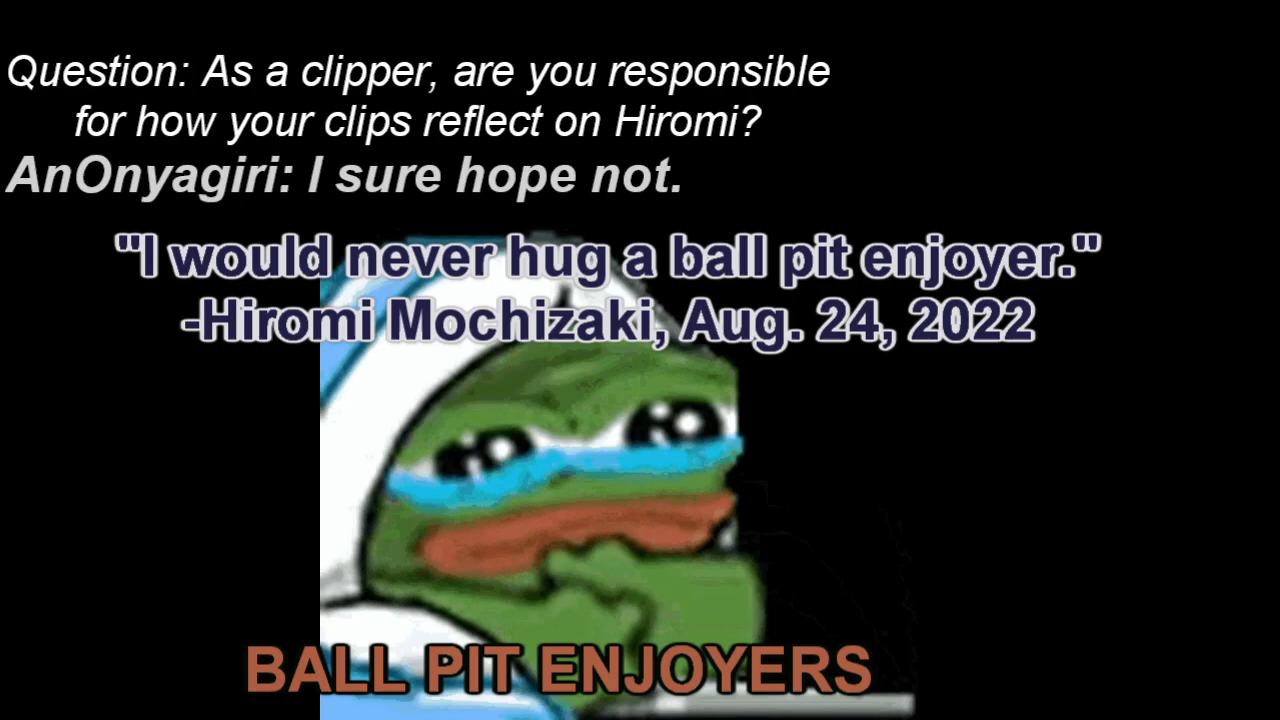 Question: As a clipper, are you responsible
for how your clips reflect on Hiromi?
AnOnyagiri: I sure hope not.
"I would never hug a ball pit enjoyer."
-Hiromi Mochizaki, Aug. 24, 2022
BALL PIT ENJOYERS